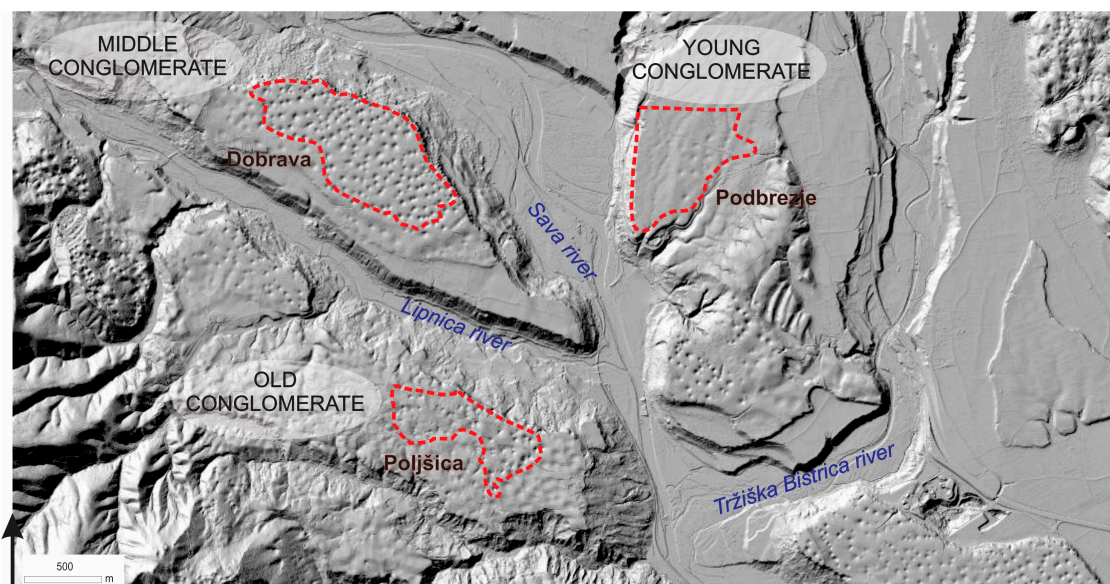 MIDDLE
CONGLOMERATE
YOUNG
CONGLOMERATE
Dobrava
Podbrezje
Sava river
Lipnica river
OLD
CONGLOMERATE
Poljšica
Tržiška Bistrica river
500
m